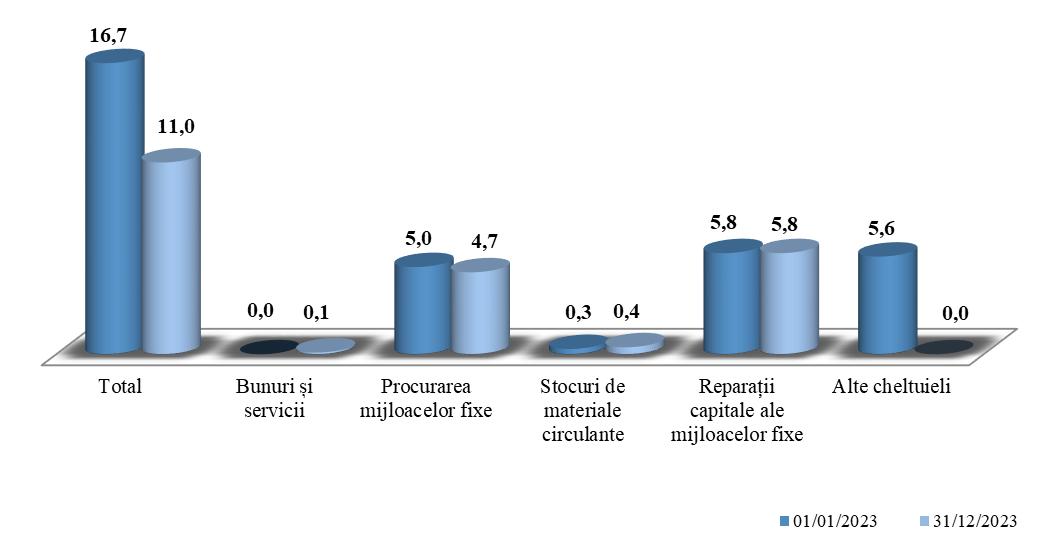 16,7
11,0
0,0
0,1
5,0
4,7
0,3
0,4
5,8
5,8
5,6
0,0
Total
Bunuri și
servicii
Procurarea
mijloacelor fixe
Stocuri de
materiale
circulante
Reparații
capitale ale
mijloacelor fixe
Alte cheltuieli
01/01/2023
31/12/2023